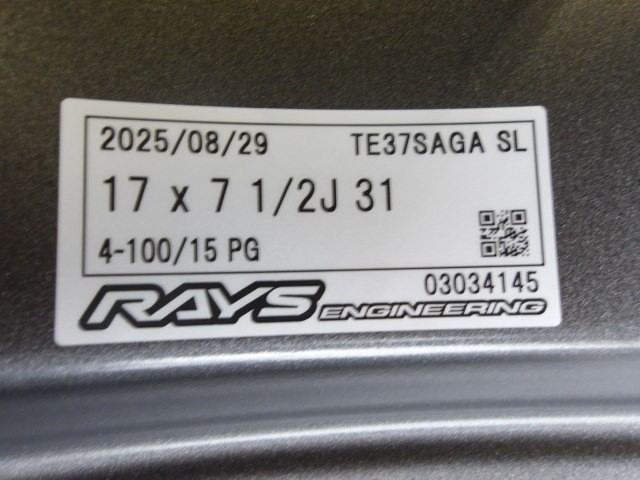 2025/08/29 TE37SAGA SL
17 x 7 1/2J 31
4-100/15 PG
03034145
RAYS ENGINEERING